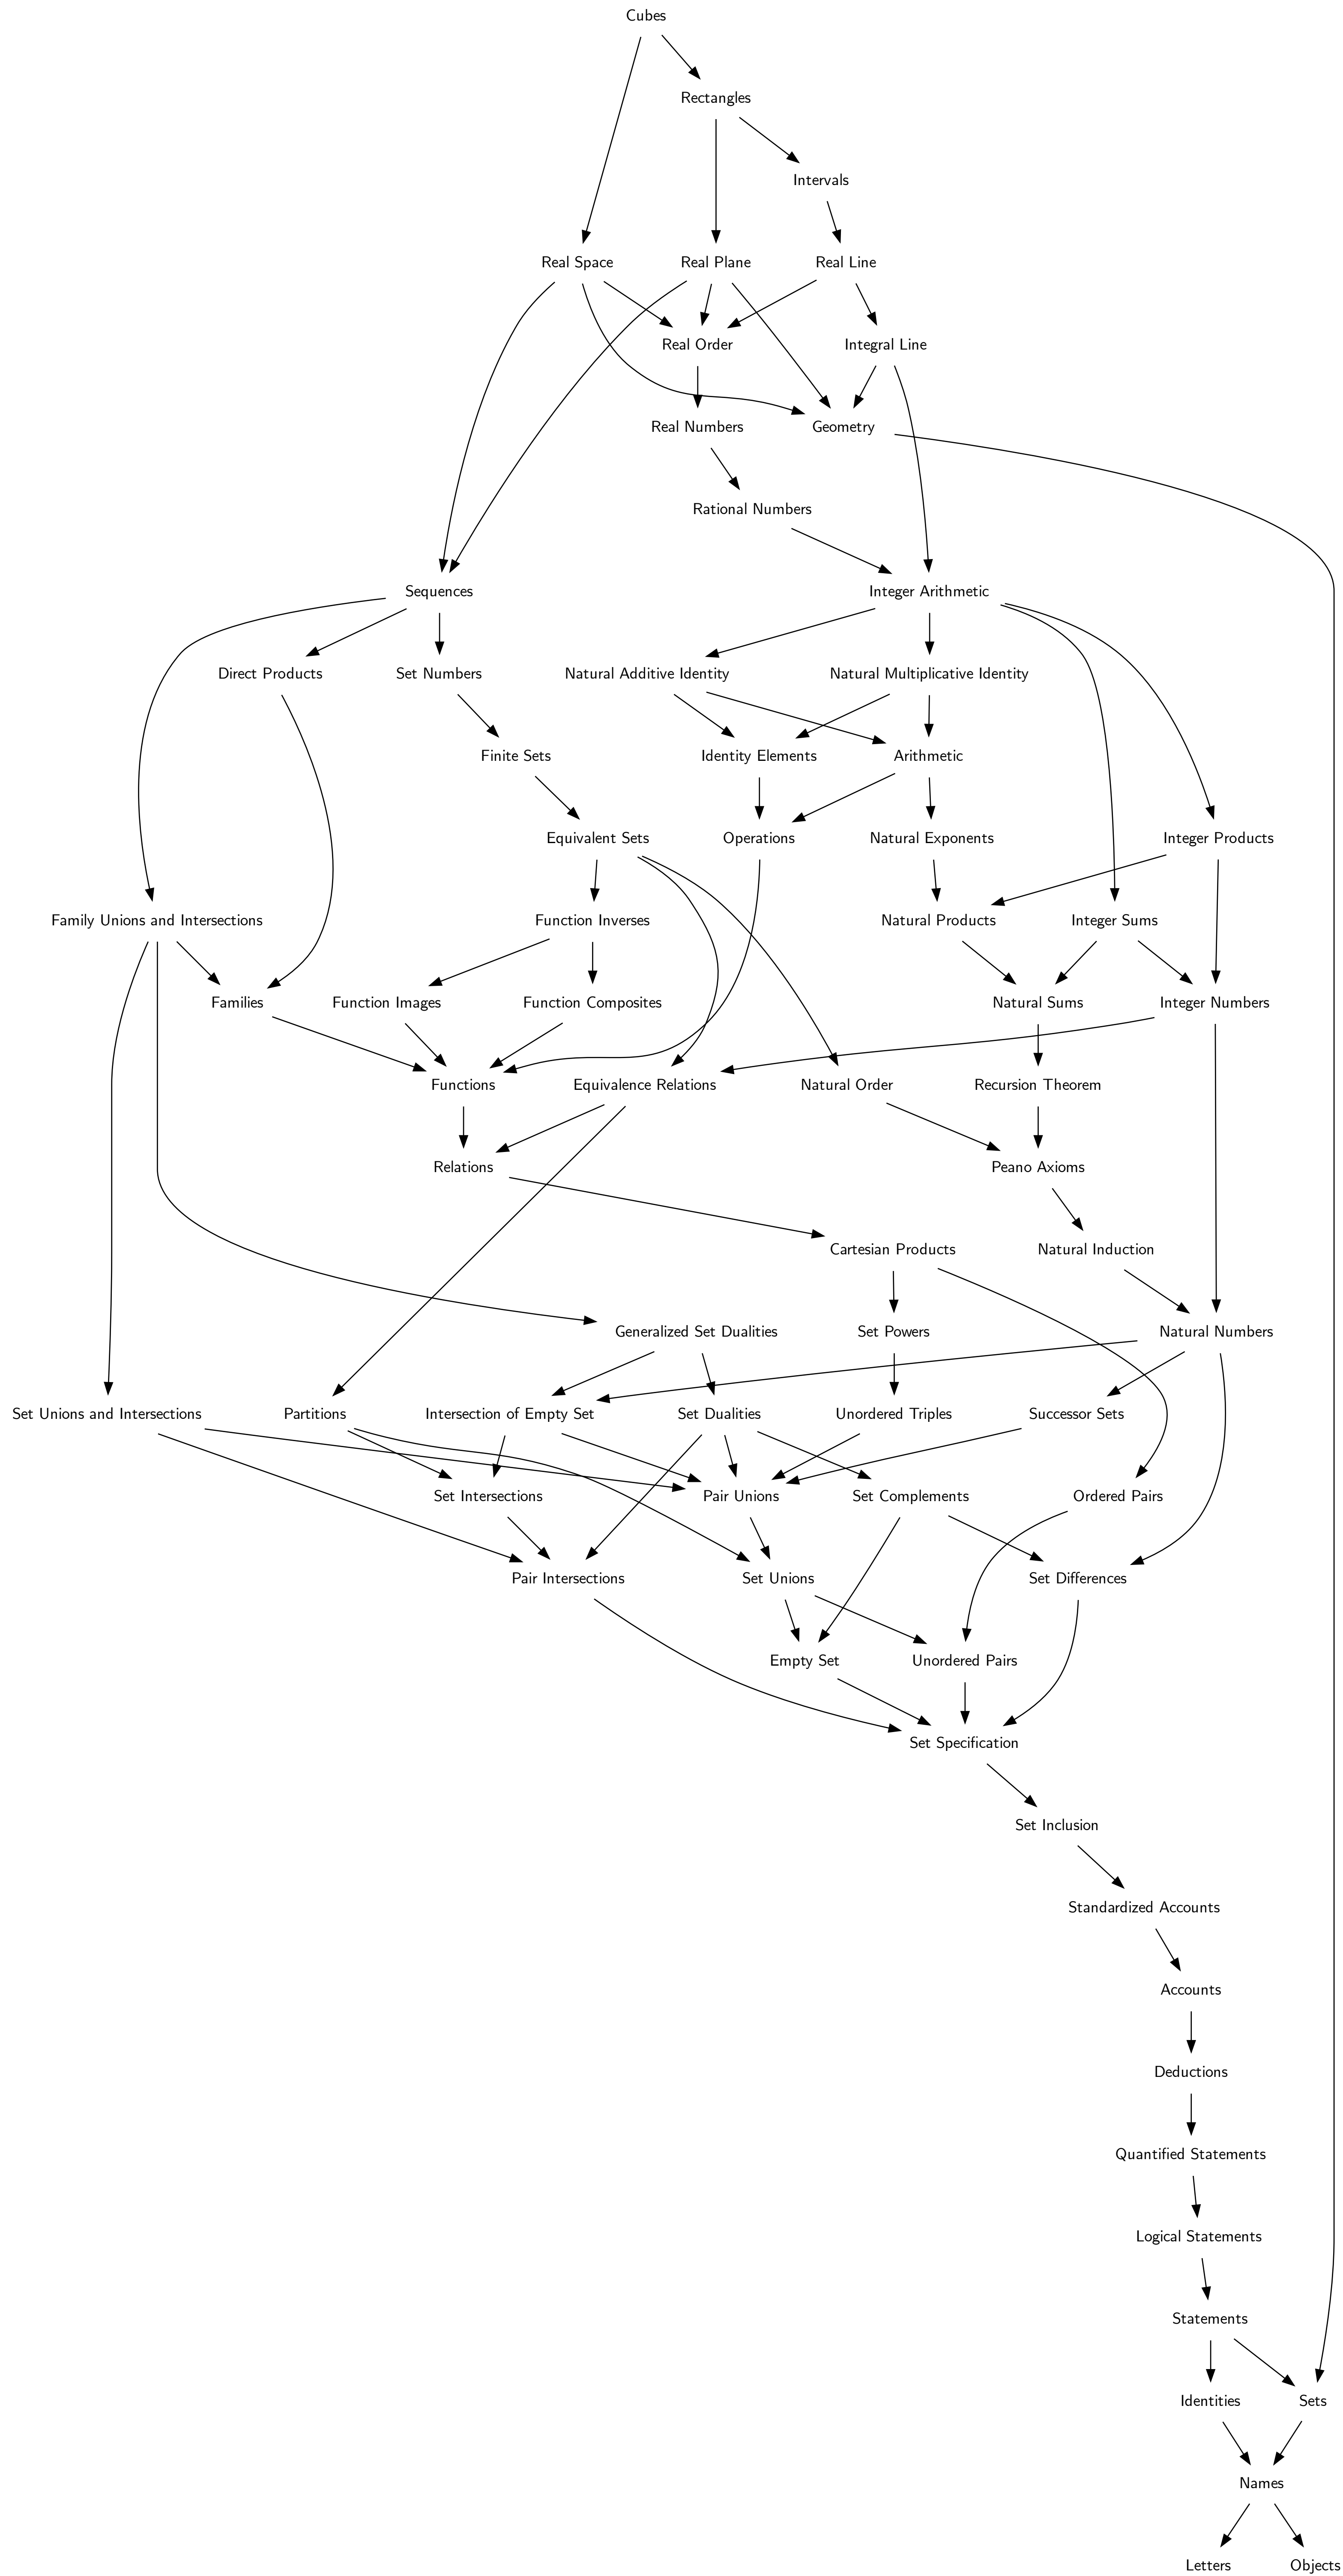 Cubes
Rectangles
Intervals
Real Space
Real Plane
Real Line
Real Order
Integral Line
Real Numbers
Geometry
Rational Numbers
Sequences
Integer Arithmetic
Direct Products
Set Numbers
Natural Additive Identity
Natural Multiplicative Identity
Finite Sets
Identity Elements
Arithmetic
Equivalent Sets
Operations
Natural Exponents
Integer Products
Family Unions and Intersections
Function Inverses
Natural Products
Integer Sums
Families
Function Images
Function Composites
Natural Sums
Integer Numbers
Functions
Equivalence Relations
Natural Order
Recursion Theorem
Relations
Peano Axioms
Cartesian Products
Natural Induction
Generalized Set Dualities
Set Powers
Natural Numbers
Set Unions and Intersections
Partitions
Intersection of Empty Set
Set Dualities
Unordered Triples
Successor Sets
Set Intersections
Pair Unions
Set Complements
Ordered Pairs
Pair Intersections
Set Unions
Set Differences
Empty Set
Unordered Pairs
Set Specification
Set Inclusion
Standardized Accounts
Accounts
Deductions
Quantified Statements
Logical Statements
Statements
Identities
Sets
Names
Letters
Objects